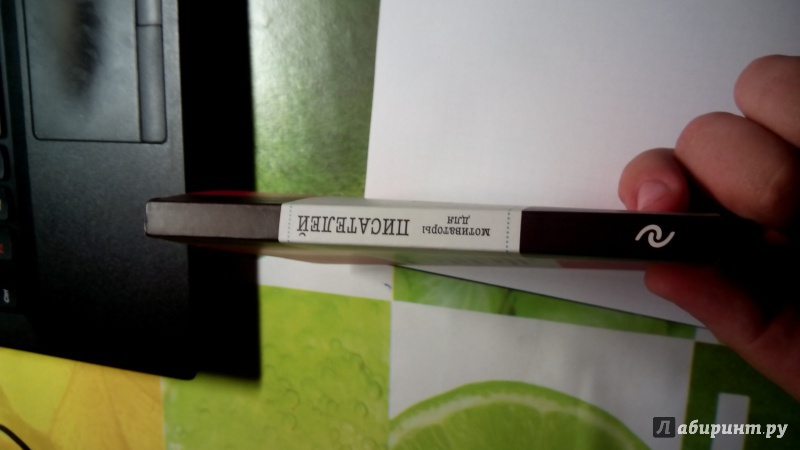 мотиваторы
для
ПИСАТЕЛЕЙ
Лабиринт.ру